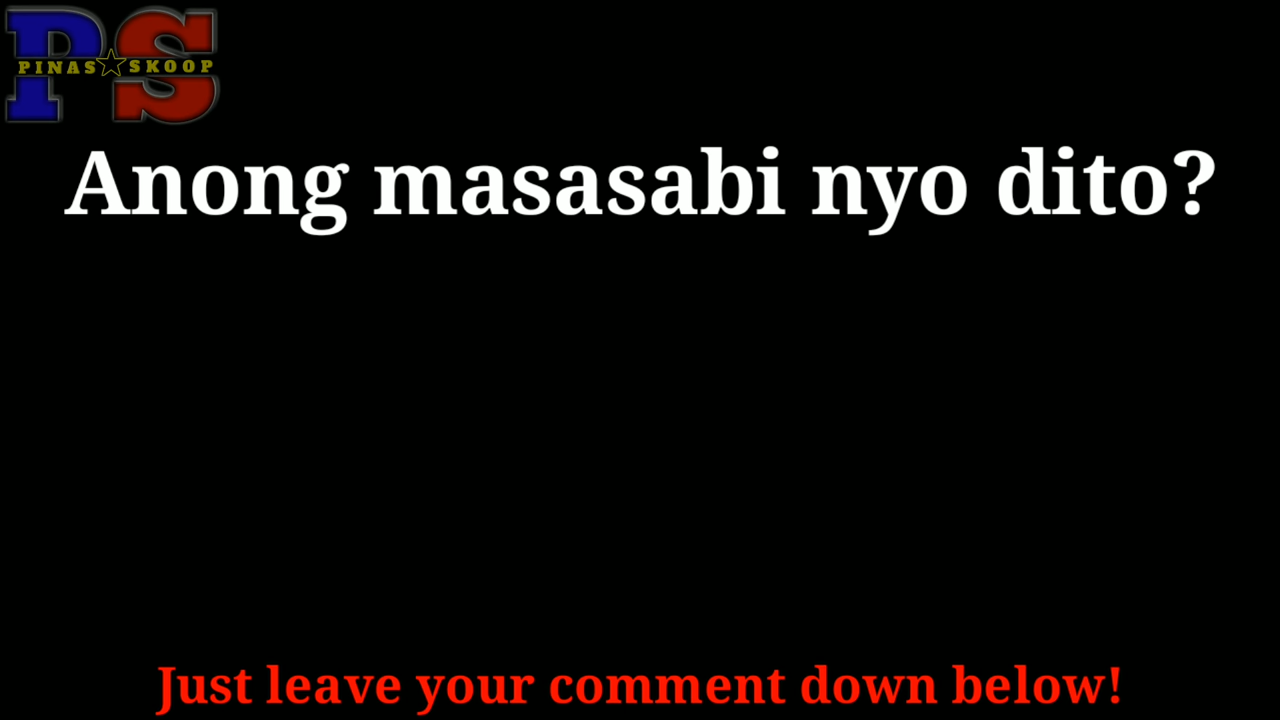 PS
PINAS SKOOP
Anong masasabi nyo dito?
Just leave your comment down below!